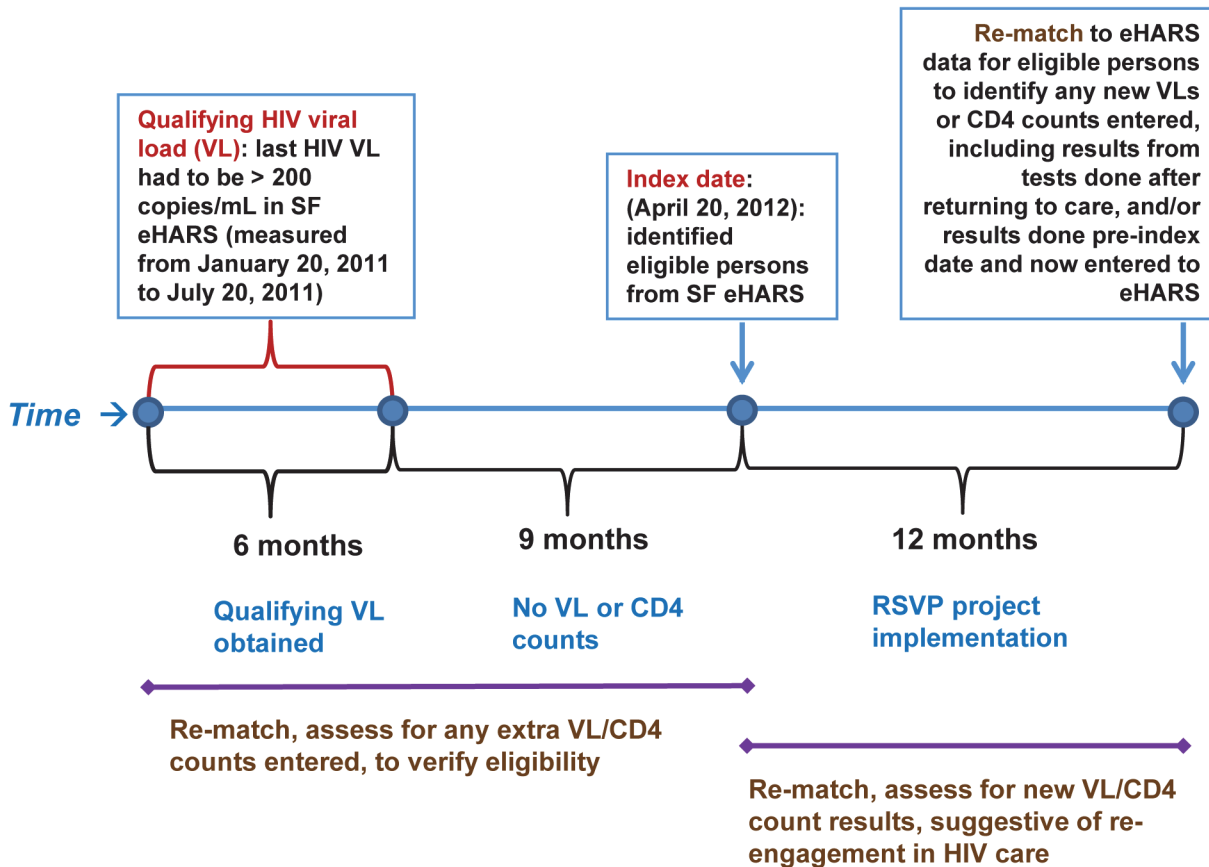 Qualifying HIV viral
load (VL): last HIV VL
had to be > 200
copies/mL in SF
eHARS (measured
from January 20, 2011
to July 20, 2011)
Index date:
(April 20, 2012):
identified
eligible persons
from SF eHARS
Re-match to eHARS
data for eligible persons
to identify any new VLs
or CD4 counts entered,
including results from
tests done after
returning to care, and/or
results done pre-index
date and now entered to
eHARS
Time →
6 months
9 months
12 months
Qualifying VL
obtained
No VL or CD4
counts
RSVP project
implementation
Re-match, assess for any extra VL/CD4
counts entered, to verify eligibility
Re-match, assess for new VL/CD4
count results, suggestive of re-
engagement in HIV care